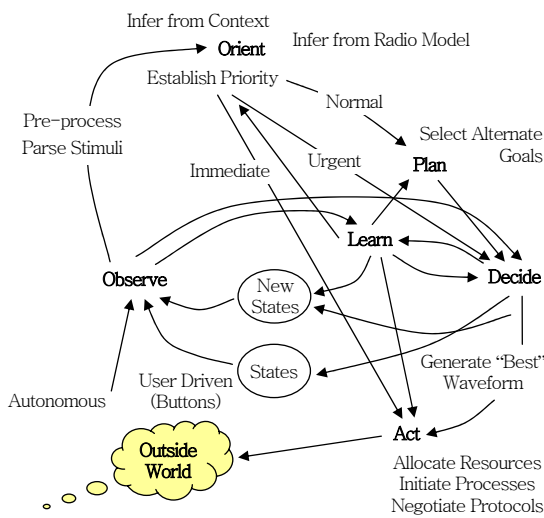 Infer from Context
Orient
Infer from Radio Model
Establish Priority
Normal
Pre-process
Parse Stimuli
Select Alternate
Goals
Plan
Urgent
Immediate
Learn
Observe
Decide
New
States
States
Generate “Best”
Waveform
User Driven
(Buttons)
Autonomous
Outside
World
Act
Allocate Resources
Initiate Processes
Negotiate Protocols